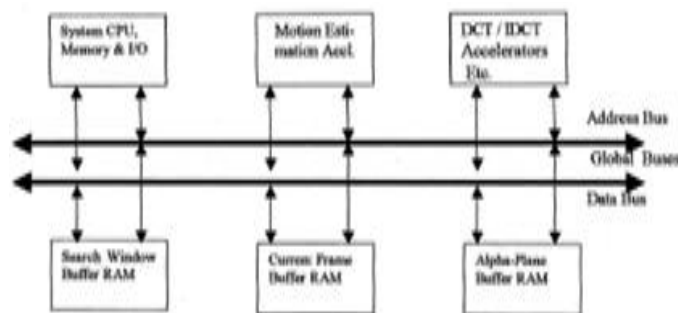 System CPU,
Memory & I/O
Motion Esti-
mation Accl.
DCT / IDCT
Accelerators
Etc.
Address Bus
Global Buses
Data Bus
Search Window
Buffer RAM
Current Frame
Buffer RAM
Alpha-Plane
Buffer RAM